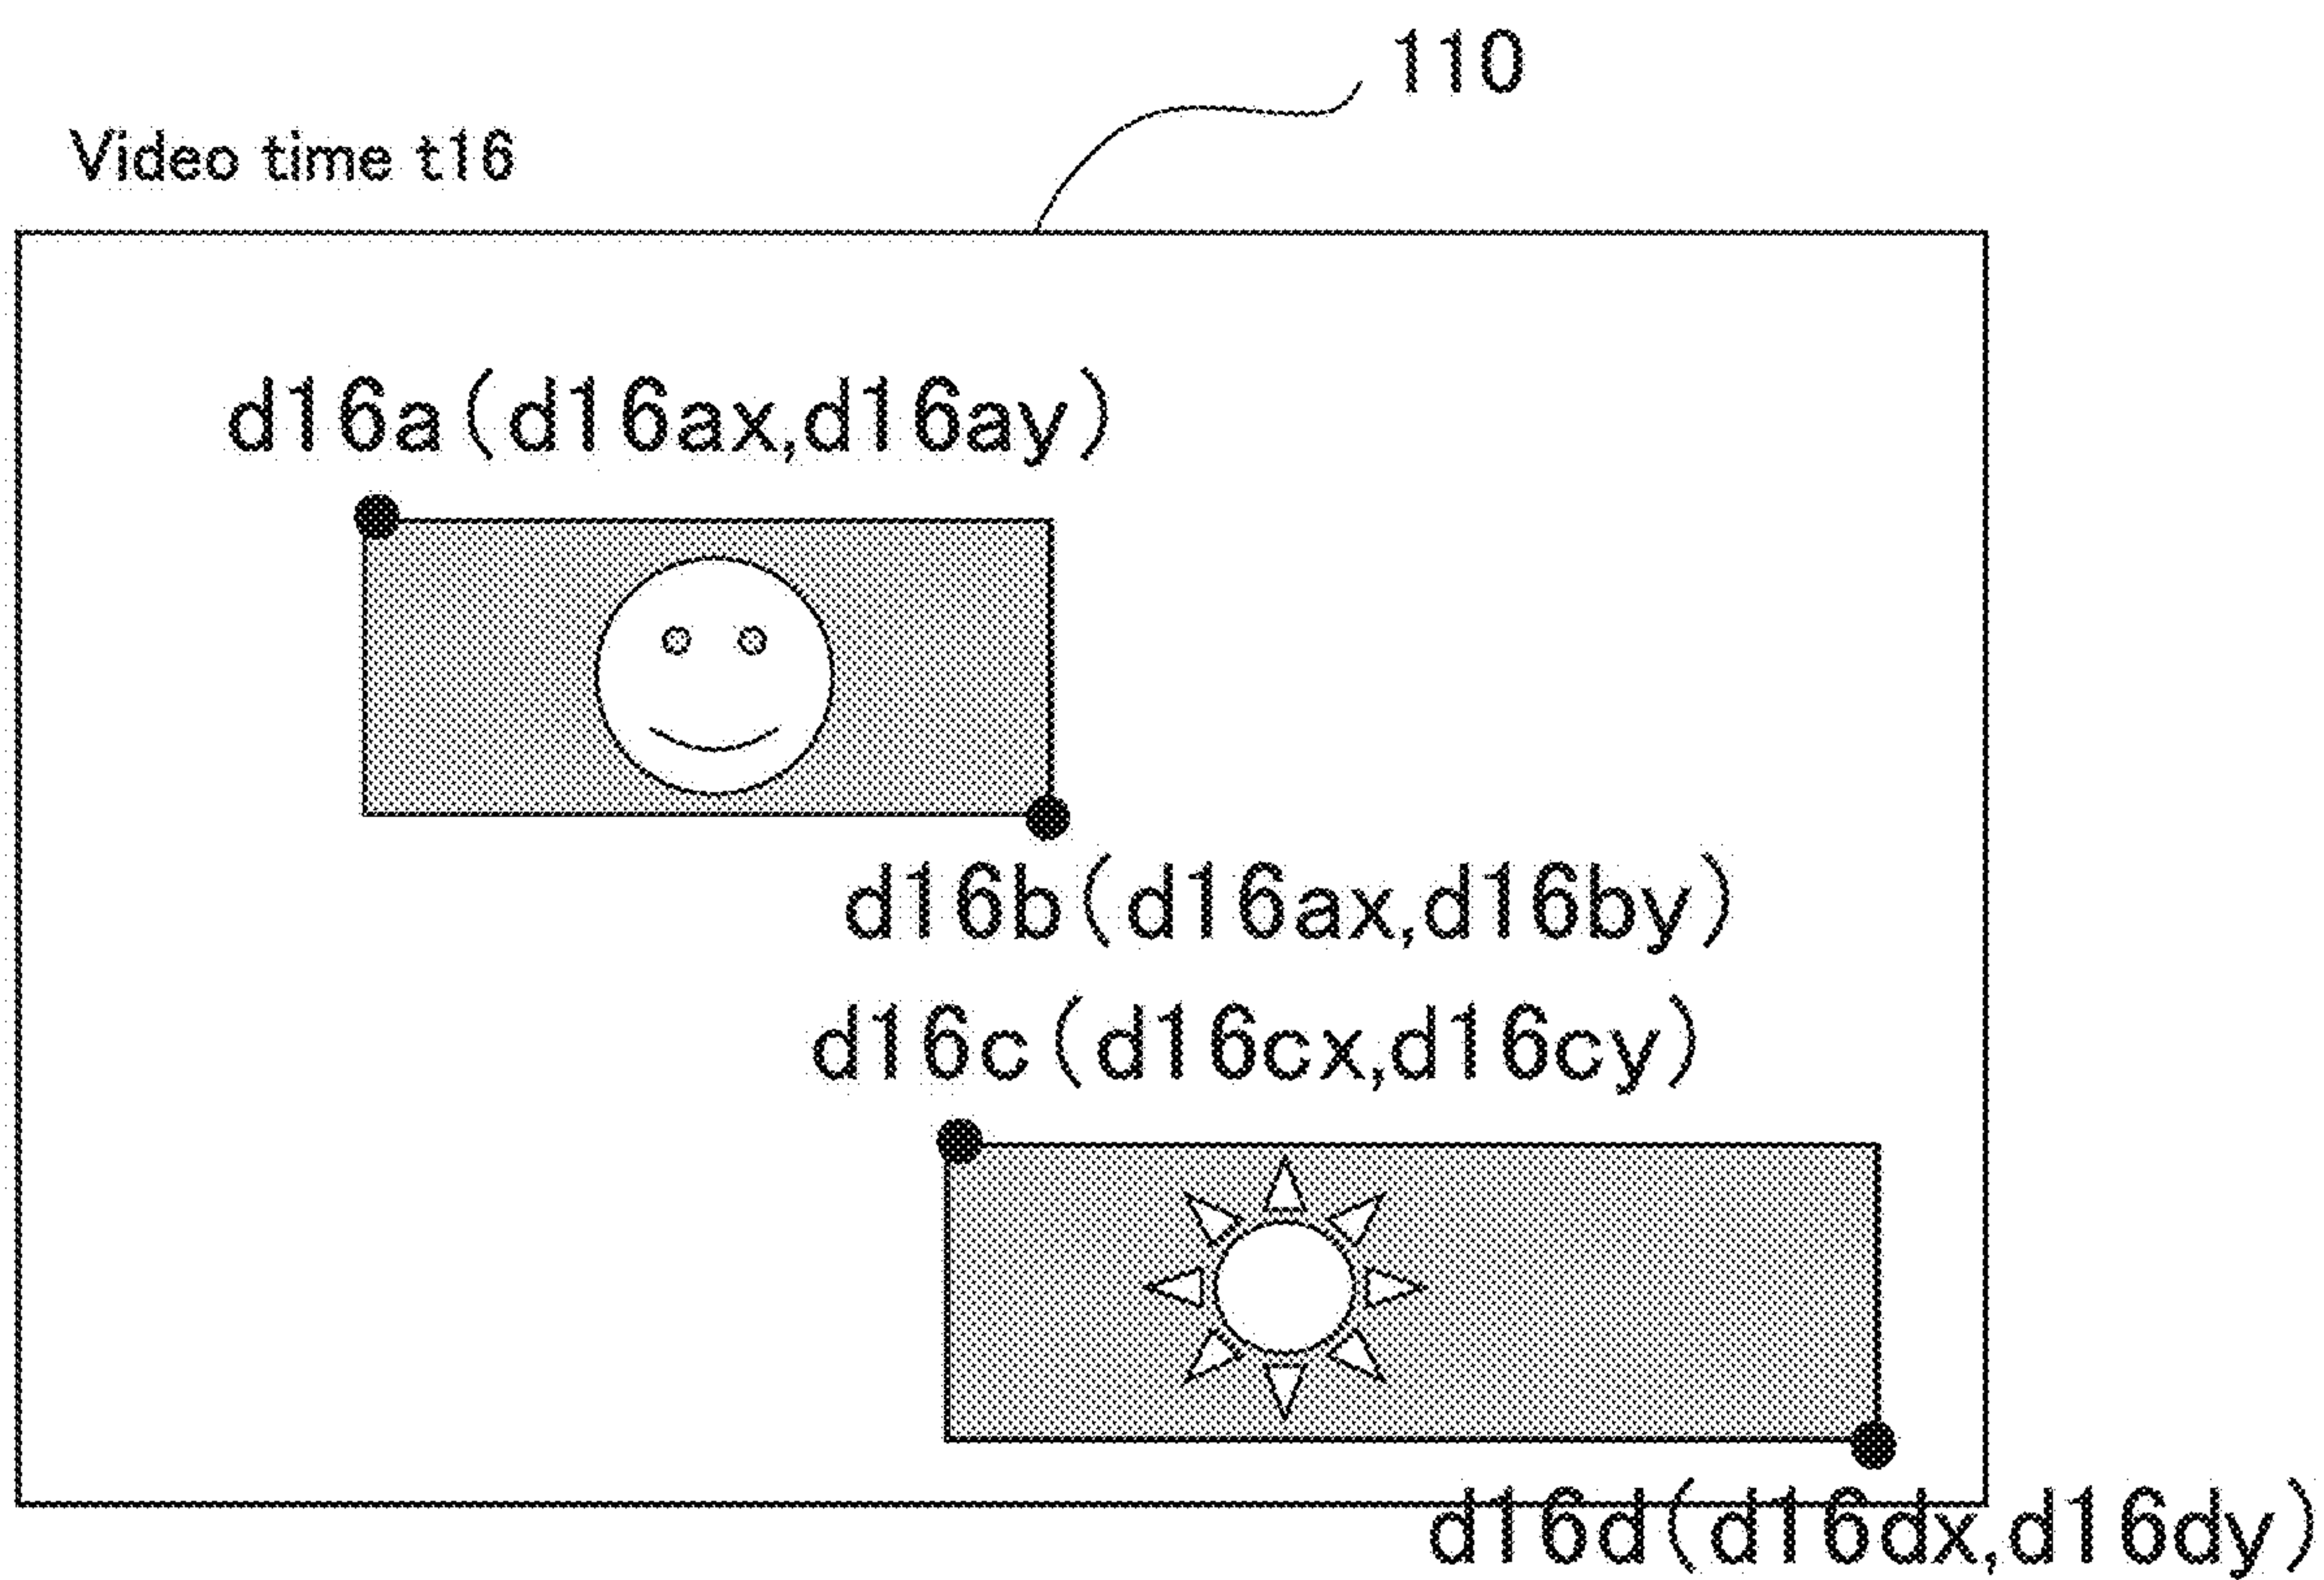 110
Video time t16
d16a(d16ax,d16ay)
d16b(d16ax,d16by)
d16c(d16cx,d16cy)
d16d(d16dx,d16dy)